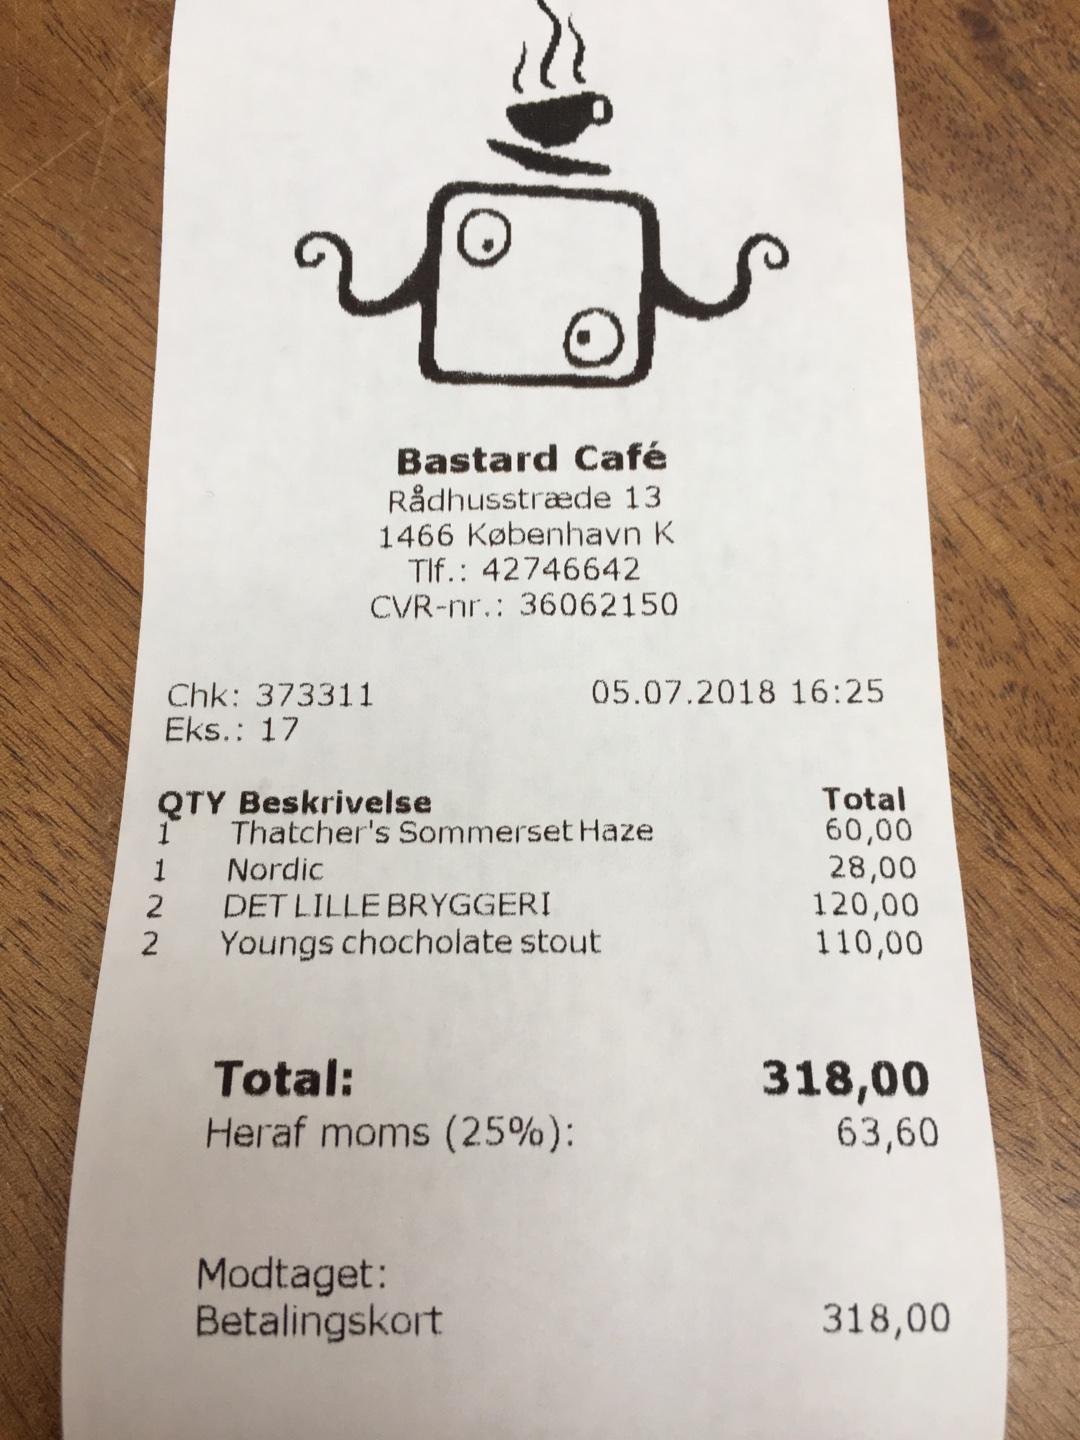 Bastard Café
Rådhusstræde 13
1466 København K
Tlf.: 42746642
CVR-nr.: 36062150
Chk: 373311 05.07.2018 16:25
Eks.: 17
QTY Beskrivelse Total
1 Thatcher's Sommerset Haze 60,00
1 Nordic 28,00
2 DET LILLE BRYGGERI 120,00
2 Youngs chocholate stout 110,00
Total: 318,00
Heraf moms (25%): 63,60
Modtaget:
Betalingskort 318,00